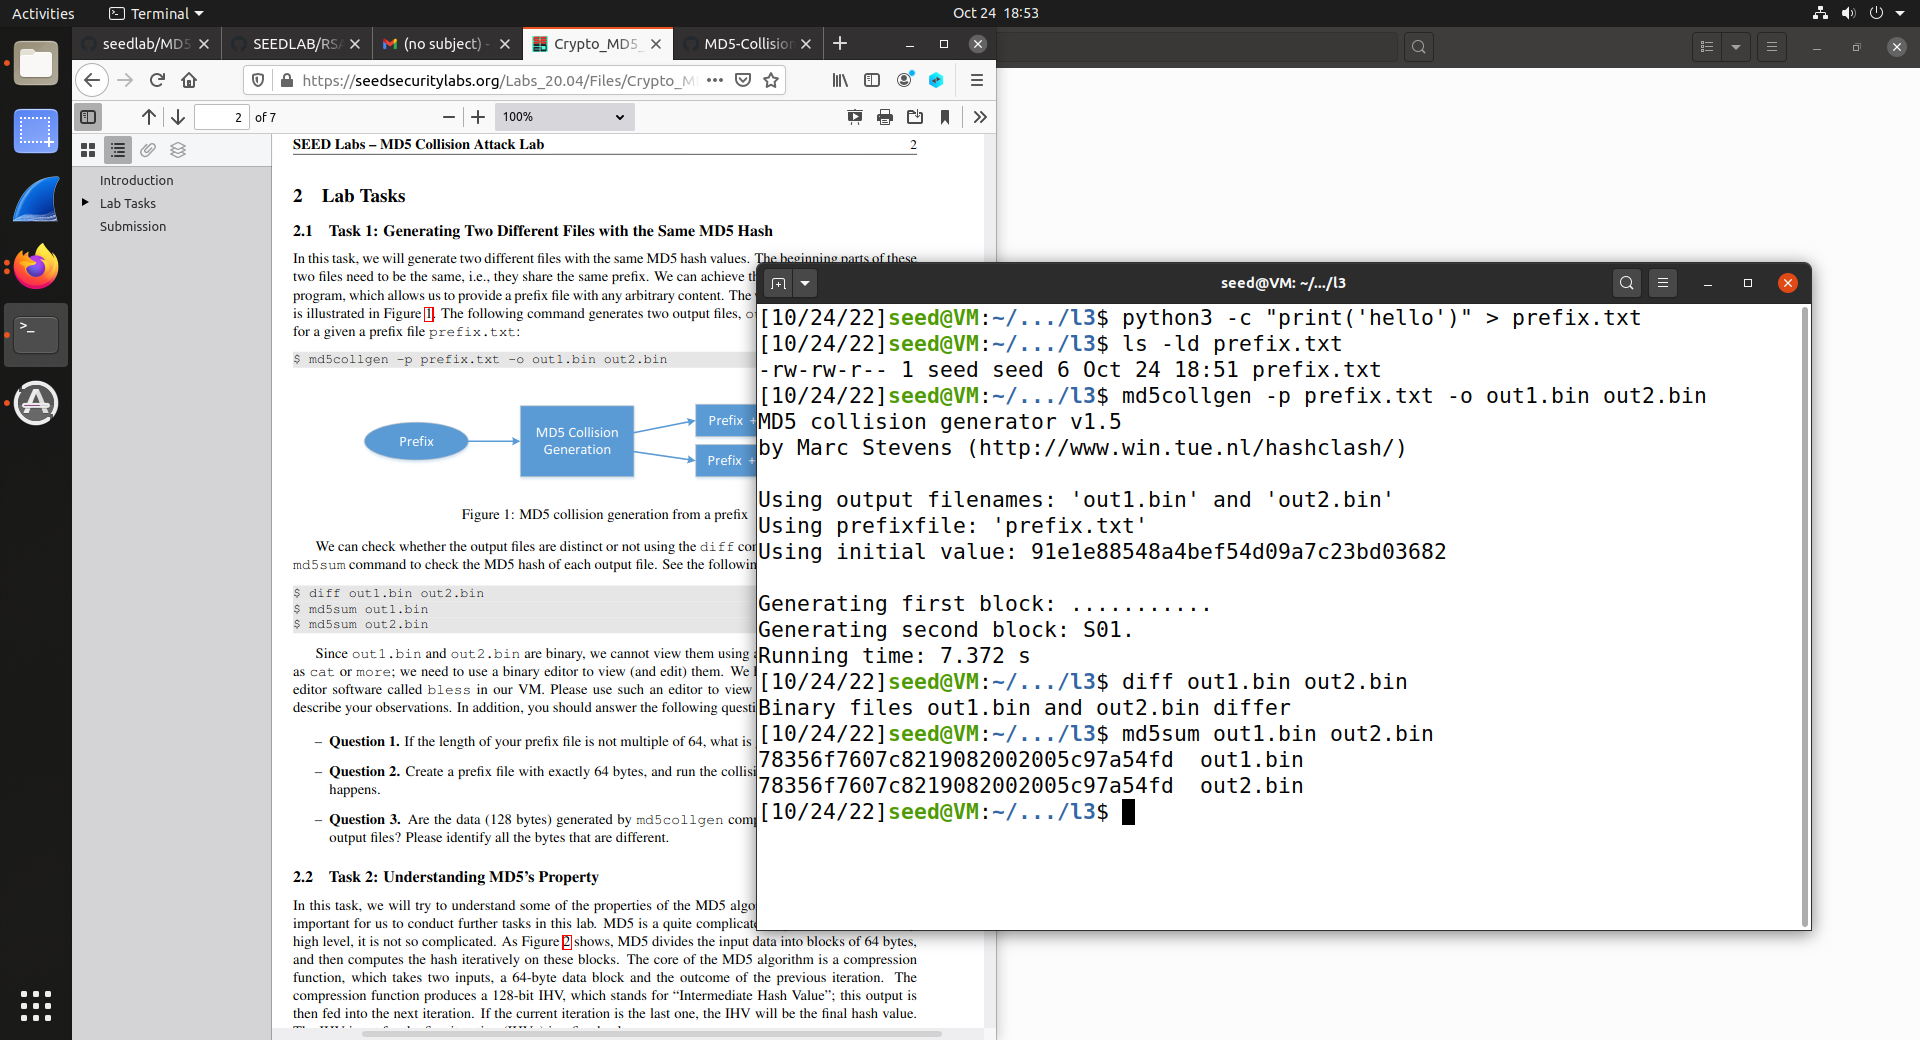 Activities
Terminal
Oct 24 18:53
seedlab/MD5
SEEDLAB/RSA
(no subject) -
Crypto_MD5_
MD5-Collision
https://seedsecuritylabs.org/Labs_20.04/Files/Crypto_M
2 of 7
100%
Introduction
Lab Tasks
Submission
SEED Labs – MD5 Collision Attack Lab 2
2 Lab Tasks
2.1 Task 1: Generating Two Different Files with the Same MD5 Hash
In this task, we will generate two different files with the same MD5 hash values. The beginning parts of these
two files need to be the same, i.e., they share the same prefix. We can achieve th
program, which allows us to provide a prefix file with any arbitrary content. The
is illustrated in Figure 1. The following command generates two output files, o
for a given a prefix file prefix.txt:
$ md5collgen -p prefix.txt -o out1.bin out2.bin
Prefix
MD5 Collision
Generation
Prefix +
Prefix +
Figure 1: MD5 collision generation from a prefix
We can check whether the output files are distinct or not using the diff com
md5sum command to check the MD5 hash of each output file. See the following
$ diff out1.bin out2.bin
$ md5sum out1.bin
$ md5sum out2.bin
Since out1.bin and out2.bin are binary, we cannot view them using a
as cat or more; we need to use a binary editor to view (and edit) them. We
editor software called bless in our VM. Please use such an editor to view
describe your observations. In addition, you should answer the following questi
– Question 1. If the length of your prefix file is not multiple of 64, what is
– Question 2. Create a prefix file with exactly 64 bytes, and run the collisi
happens.
– Question 3. Are the data (128 bytes) generated by md5collgen comp
output files? Please identify all the bytes that are different.
2.2 Task 2: Understanding MD5's Property
In this task, we will try to understand some of the properties of the MD5 algo
important for us to conduct further tasks in this lab. MD5 is a quite complicate
high level, it is not so complicated. As Figure 2 shows, MD5 divides the input data into blocks of 64 bytes,
and then computes the hash iteratively on these blocks. The core of the MD5 algorithm is a compression
function, which takes two inputs, a 64-byte data block and the outcome of the previous iteration. The
compression function produces a 128-bit IHV, which stands for “Intermediate Hash Value”; this output is
then fed into the next iteration. If the current iteration is the last one, the IHV will be the final hash value.
seed@VM: ~/.../l3
[10/24/22]seed@VM:~/.../l3$ python3 -c "print('hello')" > prefix.txt
[10/24/22]seed@VM:~/.../l3$ ls -ld prefix.txt
-rw-rw-r-- 1 seed seed 6 Oct 24 18:51 prefix.txt
[10/24/22]seed@VM:~/.../l3$ md5collgen -p prefix.txt -o out1.bin out2.bin
MD5 collision generator v1.5
by Marc Stevens (http://www.win.tue.nl/hashclash/)
Using output filenames: 'out1.bin' and 'out2.bin'
Using prefixfile: 'prefix.txt'
Using initial value: 91e1e88548a4bef54d09a7c23bd03682
Generating first block: ...........
Generating second block: S01.
Running time: 7.372 s
[10/24/22]seed@VM:~/.../l3$ diff out1.bin out2.bin
Binary files out1.bin and out2.bin differ
[10/24/22]seed@VM:~/.../l3$ md5sum out1.bin out2.bin
78356f7607c8219082002005c97a54fd  out1.bin
78356f7607c8219082002005c97a54fd  out2.bin
[10/24/22]seed@VM:~/.../l3$